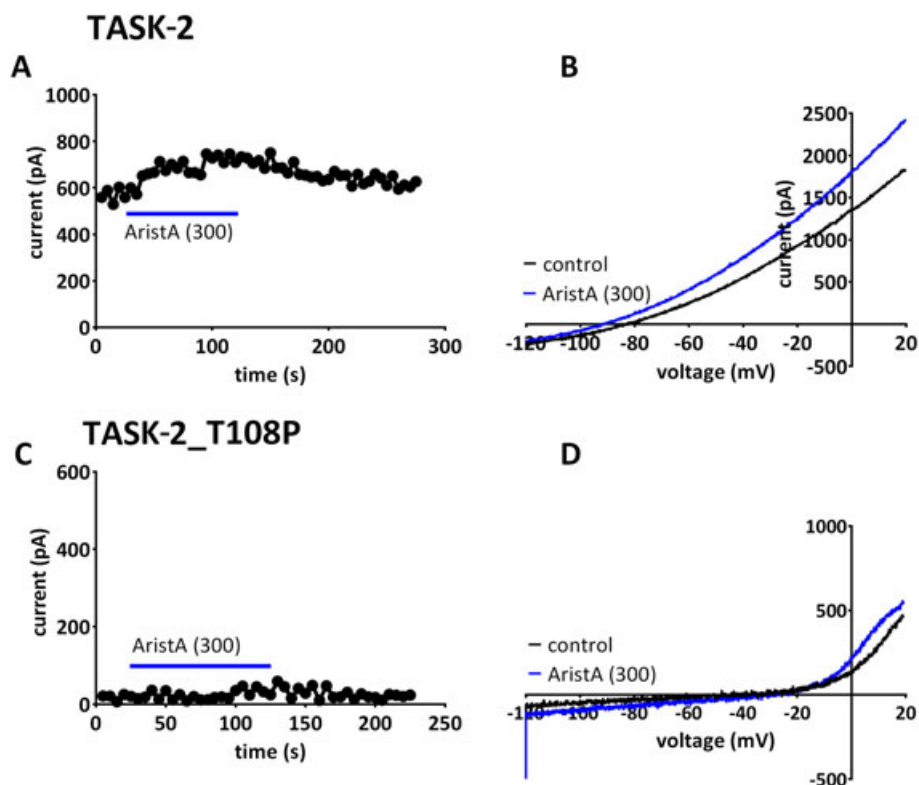 TASK-2
A
1000
800
600
400
200
0
current (pA)
AristA (300)
0 100 200 300
time (s)
B
2500
2000
1500
1000
500
-500
current (pA)
control
AristA (300)
-120 -100 -80 -60 -40 -20 20
voltage (mV)
TASK-2_T108P
C
600
400
200
0
current (pA)
AristA (300)
0 50 100 150 200 250
time (s)
D
1000
500
-500
control
AristA (300)
-120 -100 -80 -60 -40 -20 20
voltage (mV)